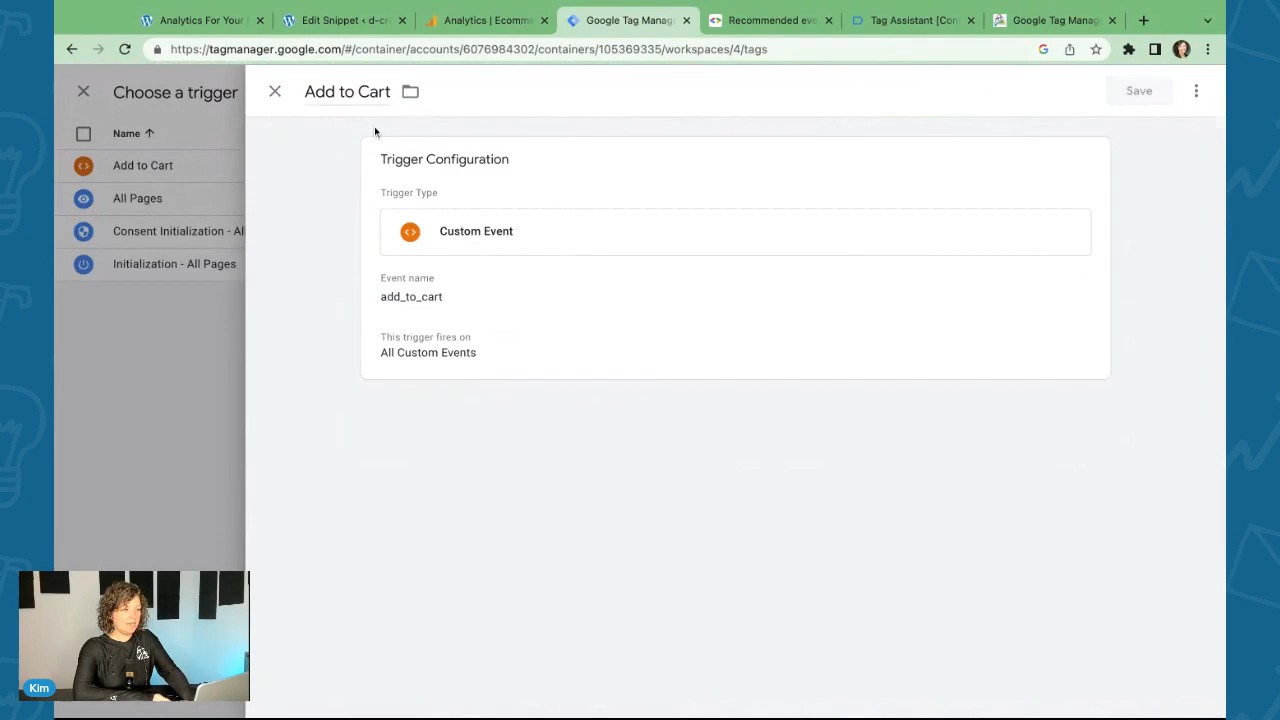 Analytics For Your
Edit Snippet ‹ d-cr
Analytics | Ecomm
Google Tag Manag
Recommended eve
Tag Assistant [Con
Google Tag Manag
https://tagmanager.google.com/#/container/accounts/6076984302/containers/105369335/workspaces/4/tags
Choose a trigger
Name
Add to Cart
All Pages
Consent Initialization - Al
Initialization - All Pages
Add to Cart
Save
Trigger Configuration
Trigger Type
Custom Event
Event name
add_to_cart
This trigger fires on
All Custom Events
Kim